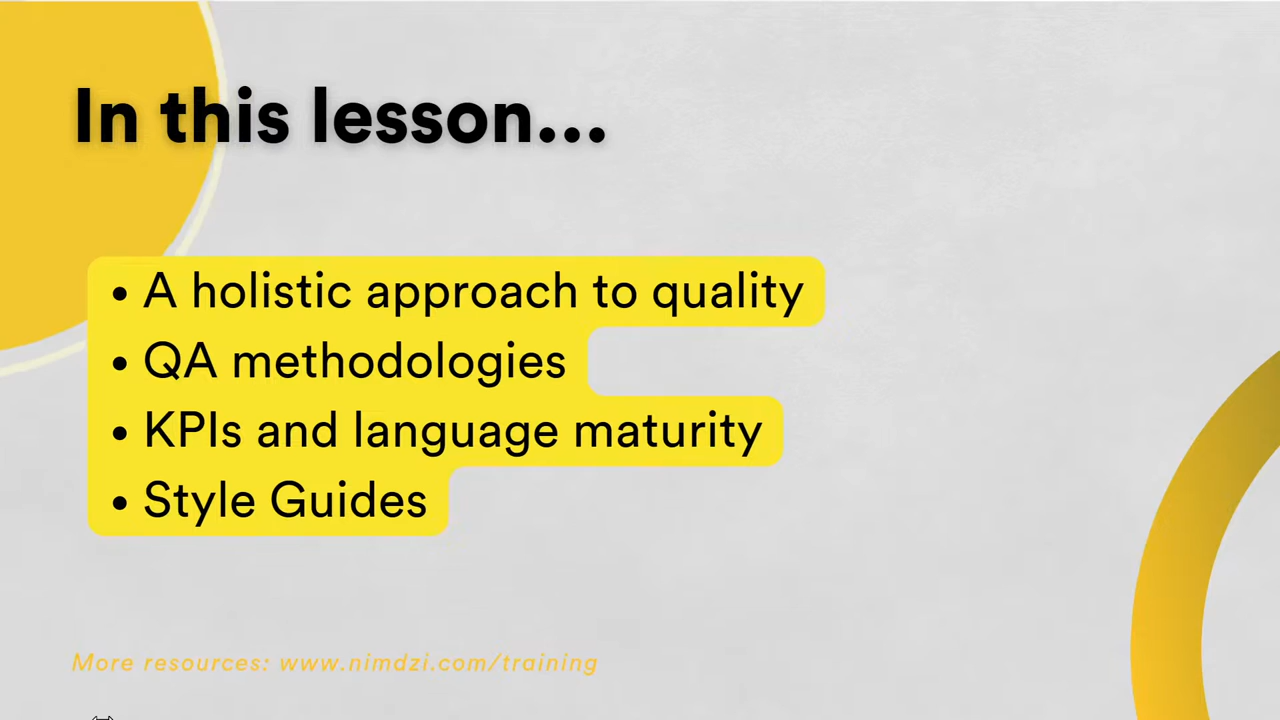 In this lesson...
• A holistic approach to quality
• QA methodologies
• KPIs and language maturity
• Style Guides
More resources: www.nimdzi.com/training